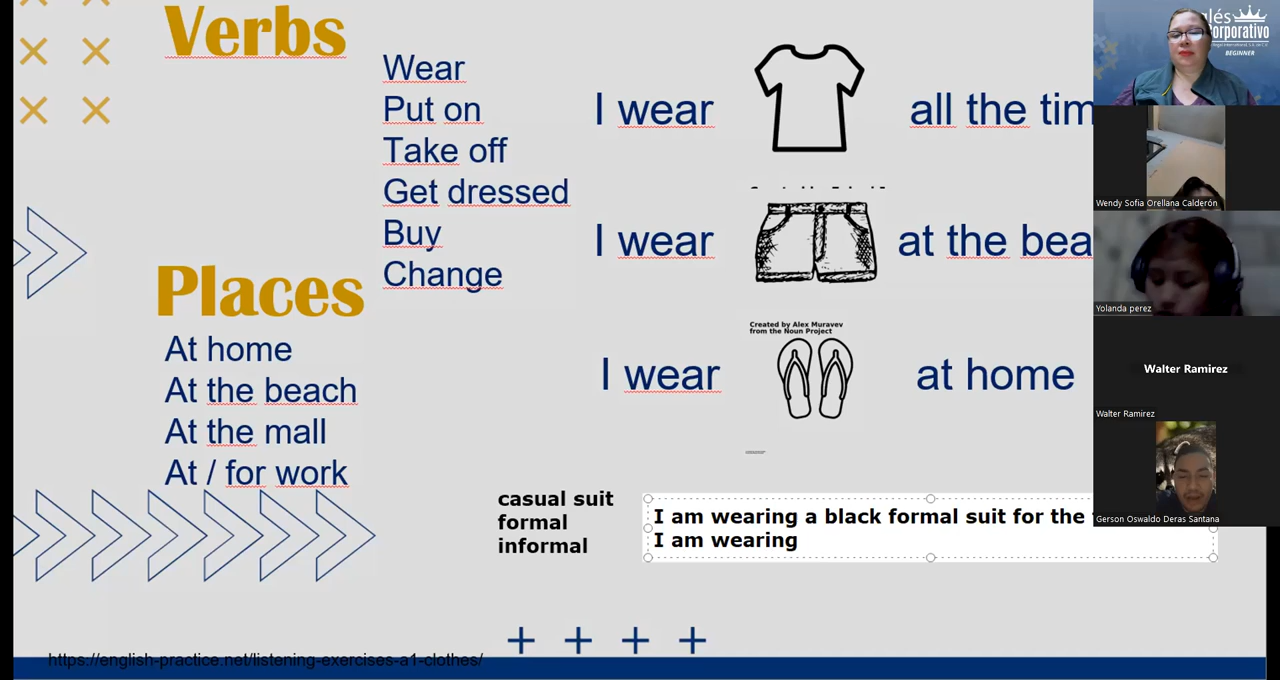 Verbs
Wear
Put on
Take off
Get dressed
Buy
Change
I wear all the tim
I wear at the bea
Created by Alex Muravev
from the Noun Project
I wear at home
Places
At home
At the beach
At the mall
At / for work
casual suit
formal
informal
I am wearing a black formal suit for the
I am wearing
https://english-practice.net/listening-exercises-a1-clothes/
glés
orporativo
BEGINNER
Wendy Sofia Orellana Calderón
Yolanda perez
Walter Ramirez
Walter Ramirez
Gerson Oswaldo Deras Santana